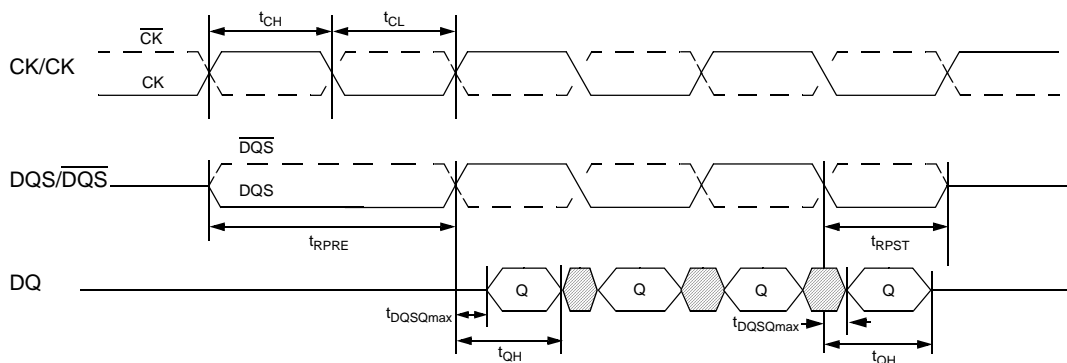 tCH
tCL
CK
CK/CK
CK
DQS
DQS/DQS
DQS
tRPRE
tRPST
DQ
Q
Q
Q
Q
tDQSQmax
tDQSQmax
tQH
tQH